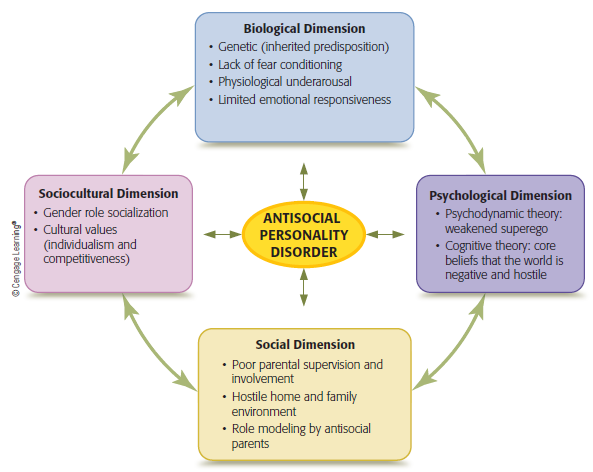 Biological Dimension
• Genetic (inherited predisposition)
• Lack of fear conditioning
• Physiological underarousal
• Limited emotional responsiveness
Sociocultural Dimension
• Gender role socialization
• Cultural values
(individualism and
competitiveness)
ANTISOCIAL
PERSONALITY
DISORDER
Psychological Dimension
• Psychodynamic theory:
weakened superego
• Cognitive theory: core
beliefs that the world is
negative and hostile
Social Dimension
• Poor parental supervision and
involvement
• Hostile home and family
environment
• Role modeling by antisocial
parents
© Cengage Learning®